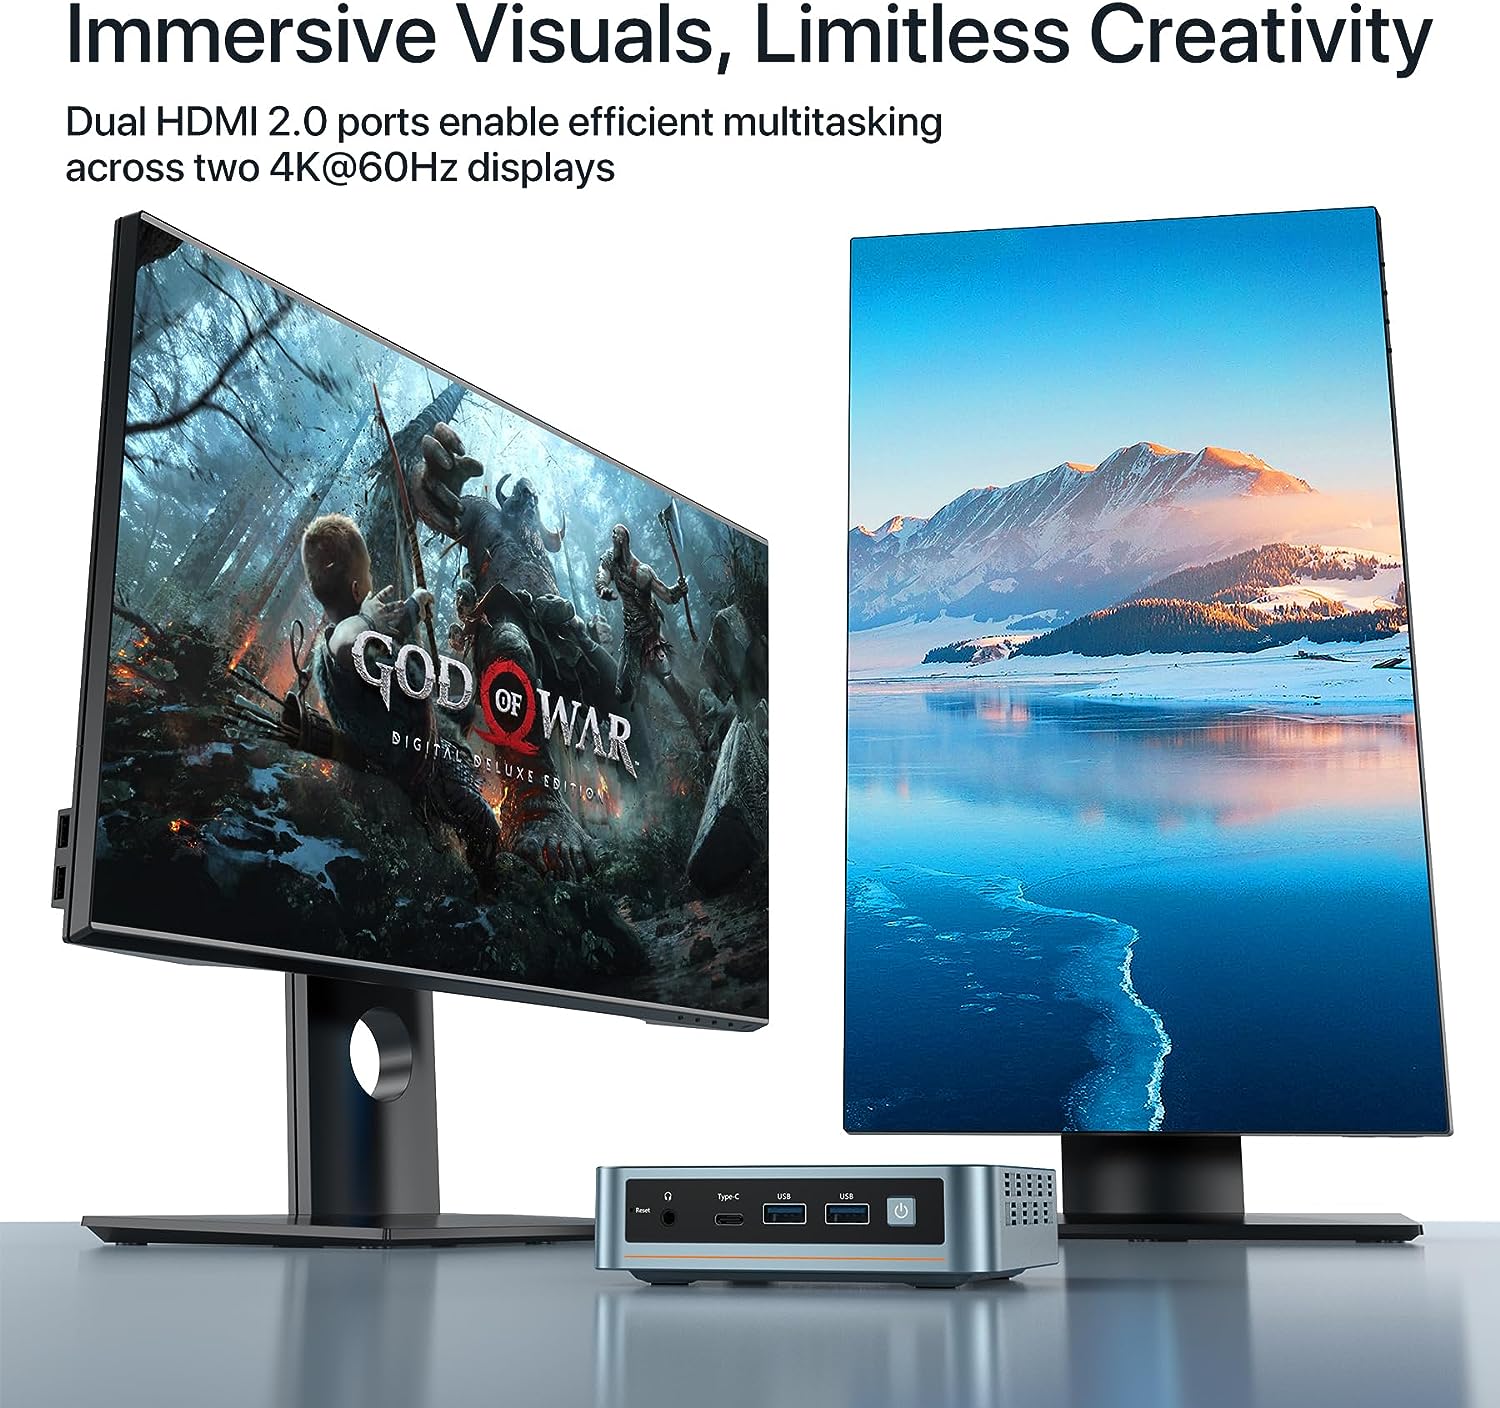 Immersive Visuals, Limitless Creativity
Dual HDMI 2.0 ports enable efficient multitasking
across two 4K@60Hz displays
GOD OF WAR
DIGITAL DELUXE EDITION
Reset
Type-C
USB
USB